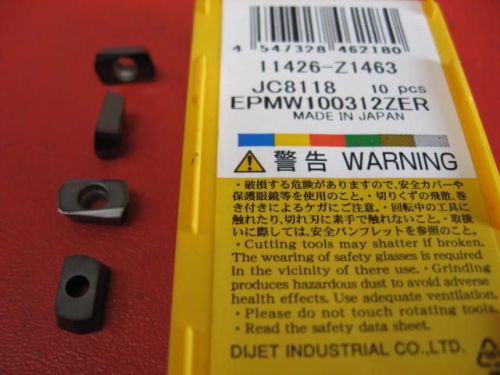 4 547328 462180
11426-Z1463
JC8118 10 pcs
EPMW100312ZER
MADE IN JAPAN
警告 WARNING
・破損する危険がありますので、安全カバーや
保護眼鏡等を使用のこと。・切りくずの飛散、巻
き付きによるケガにご注意。・回転中の工具に
触れたり、切れ刃に素手で触れないこと。・取扱
いに際しては、安全パンフレットを参照のこと。
・Cutting tools may shatter if broken.
The wearing of safety glasses is required
in the vicinity of there use. ・Grinding
produces hazardous dust to avoid adverse
health effects. Use adequate ventilation.
・Please do not touch rotating tools.
・Read the safety data sheet.
DIJET INDUSTRIAL CO.,LTD.